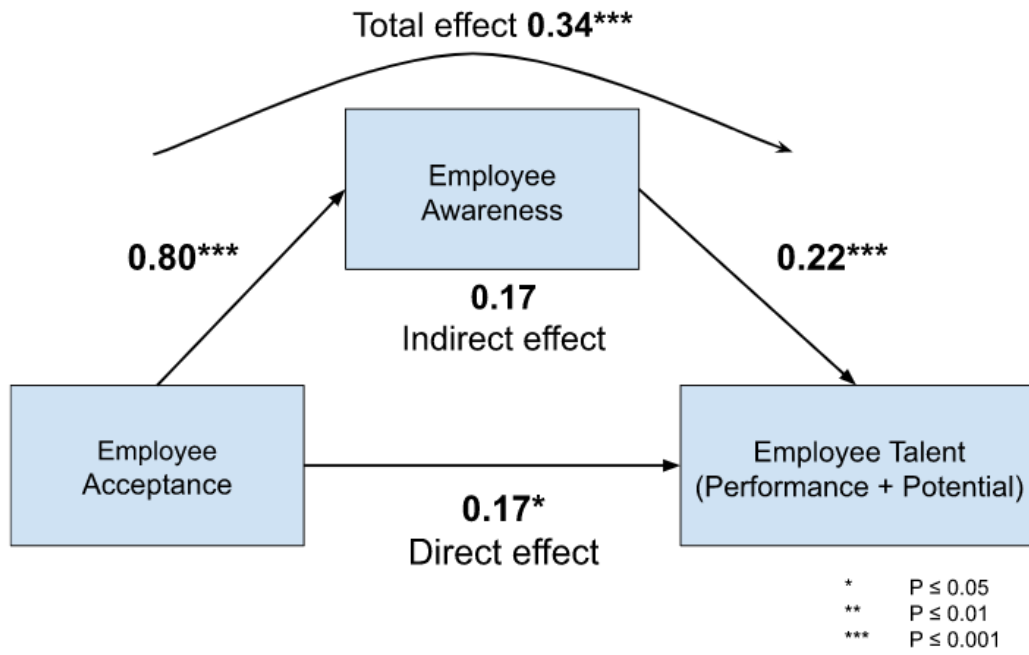 Total effect 0.34***
Employee
Awareness
0.80***
0.22***
0.17
Indirect effect
Employee
Acceptance
Employee Talent
(Performance + Potential)
0.17*
Direct effect
* P ≤ 0.05
** P ≤ 0.01
*** P ≤ 0.001